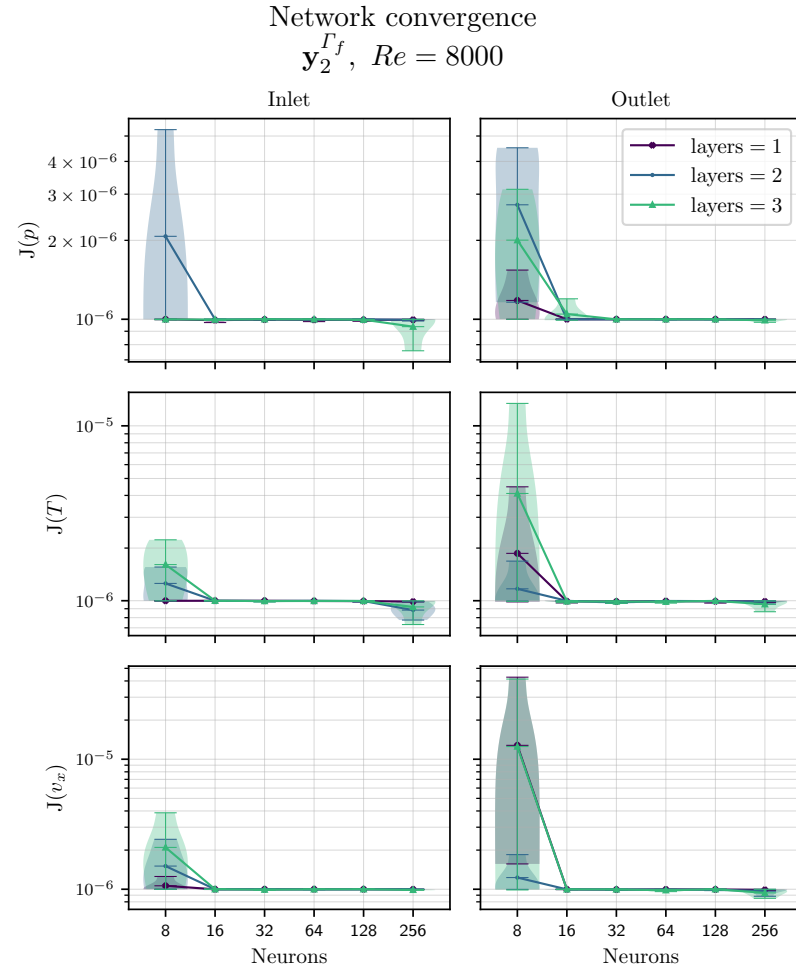 Network convergence
𝐲₂^{Γ_f}, Re = 8000
Inlet
Outlet
J(p)
4 × 10⁻⁶
3 × 10⁻⁶
2 × 10⁻⁶
10⁻⁶
layers = 1
layers = 2
layers = 3
J(T)
10⁻⁵
10⁻⁶
J(vₓ)
10⁻⁵
10⁻⁶
8 16 32 64 128 256
8 16 32 64 128 256
Neurons
Neurons